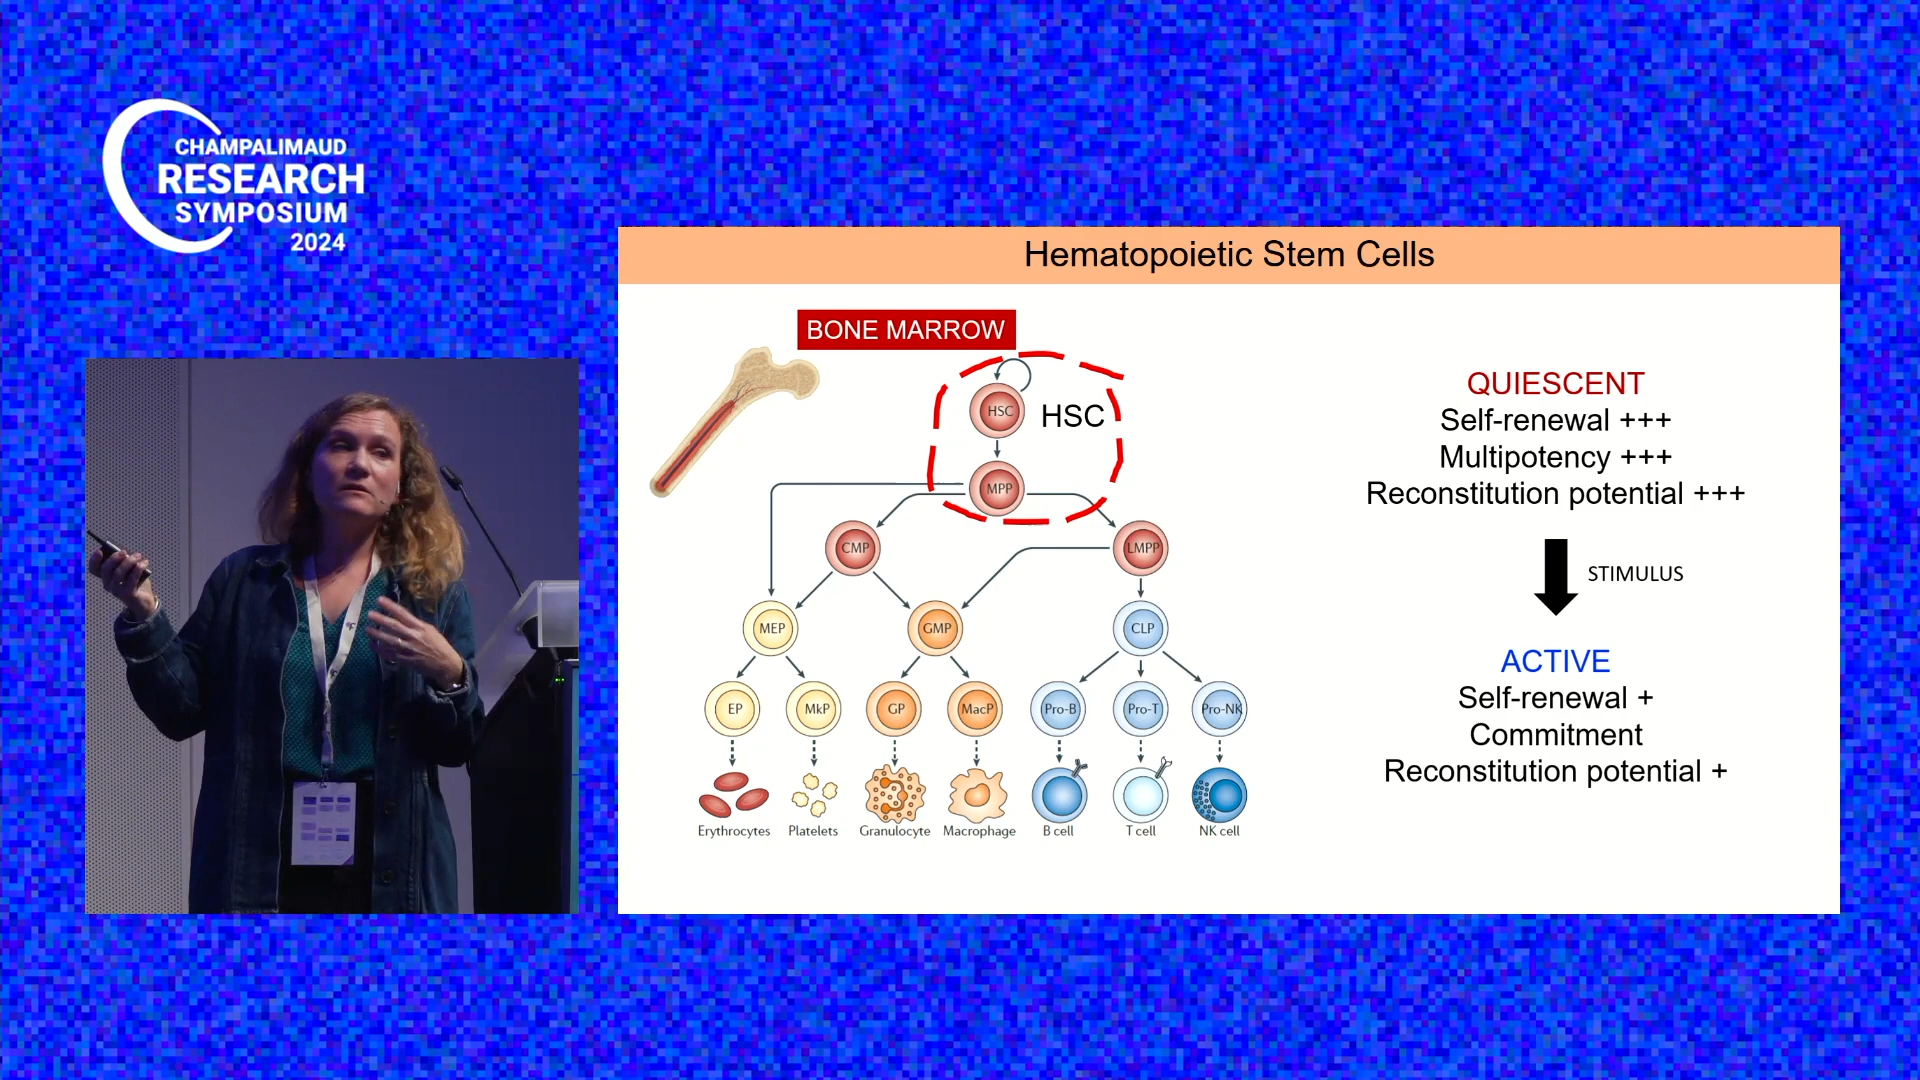 CHAMPALIMAUD
RESEARCH
SYMPOSIUM
2024
Hematopoietic Stem Cells
BONE MARROW
HSC
HSC
MPP
CMP
LMPP
MEP
GMP
CLP
EP
MkP
GP
MacP
Pro-B
Pro-T
Pro-NK
Erythrocytes
Platelets
Granulocyte
Macrophage
B cell
T cell
NK cell
QUIESCENT
Self-renewal +++
Multipotency +++
Reconstitution potential +++
STIMULUS
ACTIVE
Self-renewal +
Commitment
Reconstitution potential +